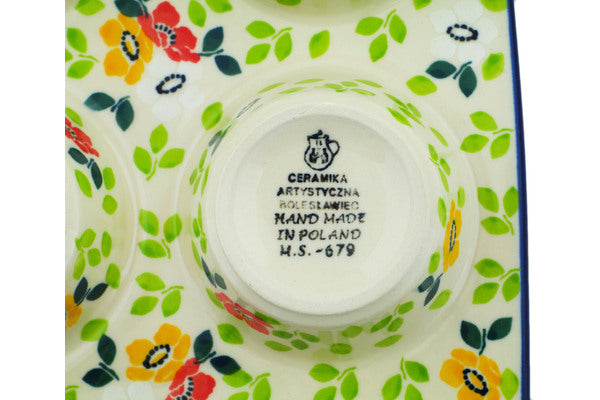 CERAMIKA
ARTYSTYCZNA
BOLESŁAWIEC
HAND MADE
IN POLAND
M.S.-679